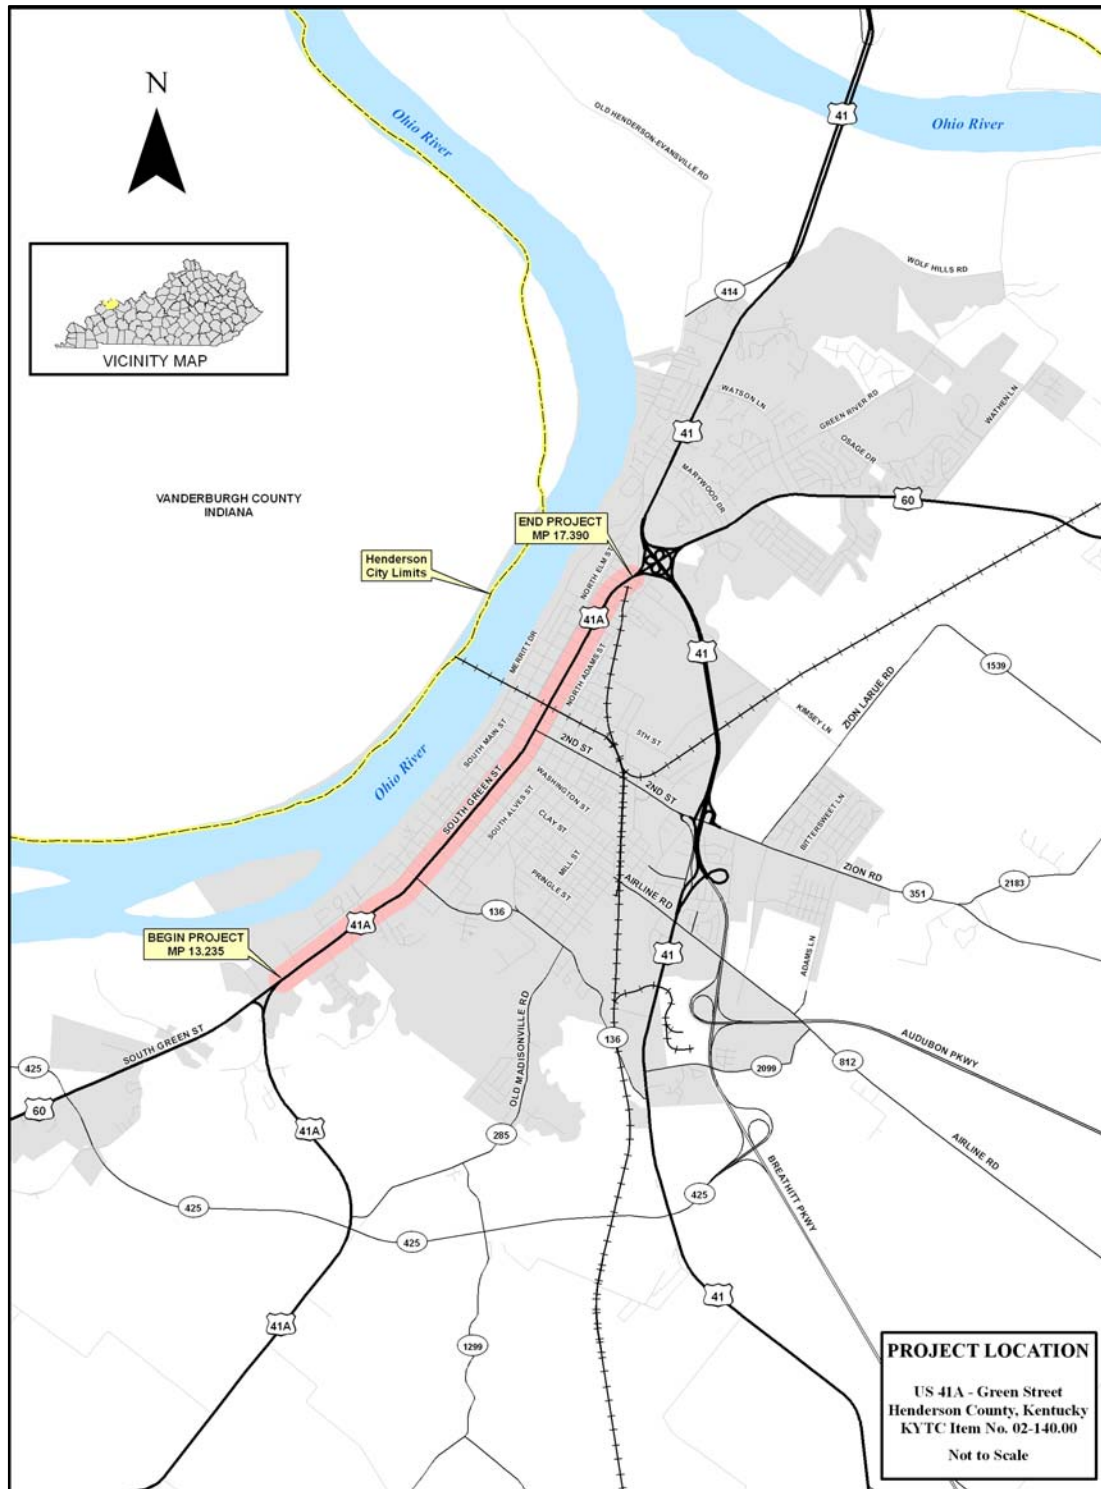 N
VICINITY MAP
Ohio River
Ohio River
41
OLD HENDERSON-EVANSVILLE RD
WOLF HILLS RD
414
WATSON LN
GREEN RIVER RD
WATHEN LN
41
OSAGE DR
MARYWOOD DR
60
VANDERBURGH COUNTY
INDIANA
END PROJECT
MP 17.390
Henderson
City Limits
NORTH ELM ST
41A
MERRITT DR
NORTH ADAMS ST
41
1539
ZION LARUE RD
KIMSEY LN
SOUTH MAIN ST
5TH ST
2ND ST
Ohio River
SOUTH GREEN ST
WASHINGTON ST
2ND ST
SOUTH ALVES ST
CLAY ST
BITTERSWEET LN
MILL ST
PRINGLE ST
ZION RD
AIRLINE RD
351
2183
136
41A
BEGIN PROJECT
MP 13.235
41
ADAMS LN
SOUTH GREEN ST
OLD MADISONVILLE RD
136
AUDUBON PKWY
425
2099
812
60
41A
285
AIRLINE RD
BREATHITT PKWY
425
425
425
41
41A
1299
PROJECT LOCATION
US 41A - Green Street
Henderson County, Kentucky
KYTC Item No. 02-140.00
Not to Scale